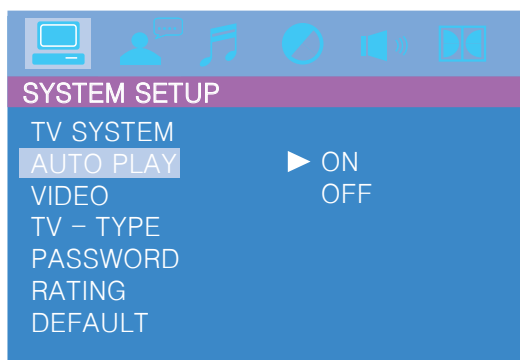 SYSTEM SETUP
TV SYSTEM
AUTO PLAY ON
VIDEO OFF
TV - TYPE
PASSWORD
RATING
DEFAULT